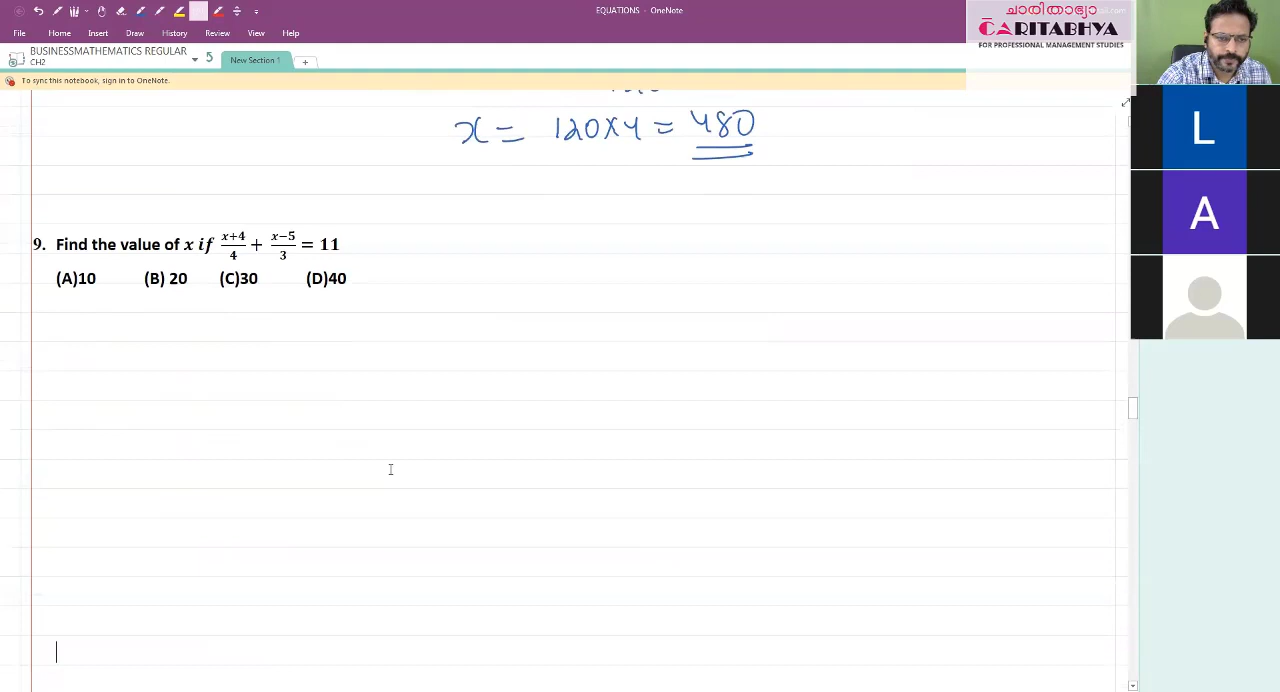 EQUATIONS - OneNote
ചാരിതാഭ്യാ
CARITABHYA
FOR PROFESSIONAL MANAGEMENT STUDIES
File Home Insert Draw History Review View Help
BUSINESSMATHEMATICS REGULAR
CH2
New Section 1
To sync this notebook, sign in to OneNote.
x = 120×4 = 480
9. Find the value of x if \frac{x+4}{4} + \frac{x-5}{3} = 11
(A)10 (B) 20 (C)30 (D)40
L
A